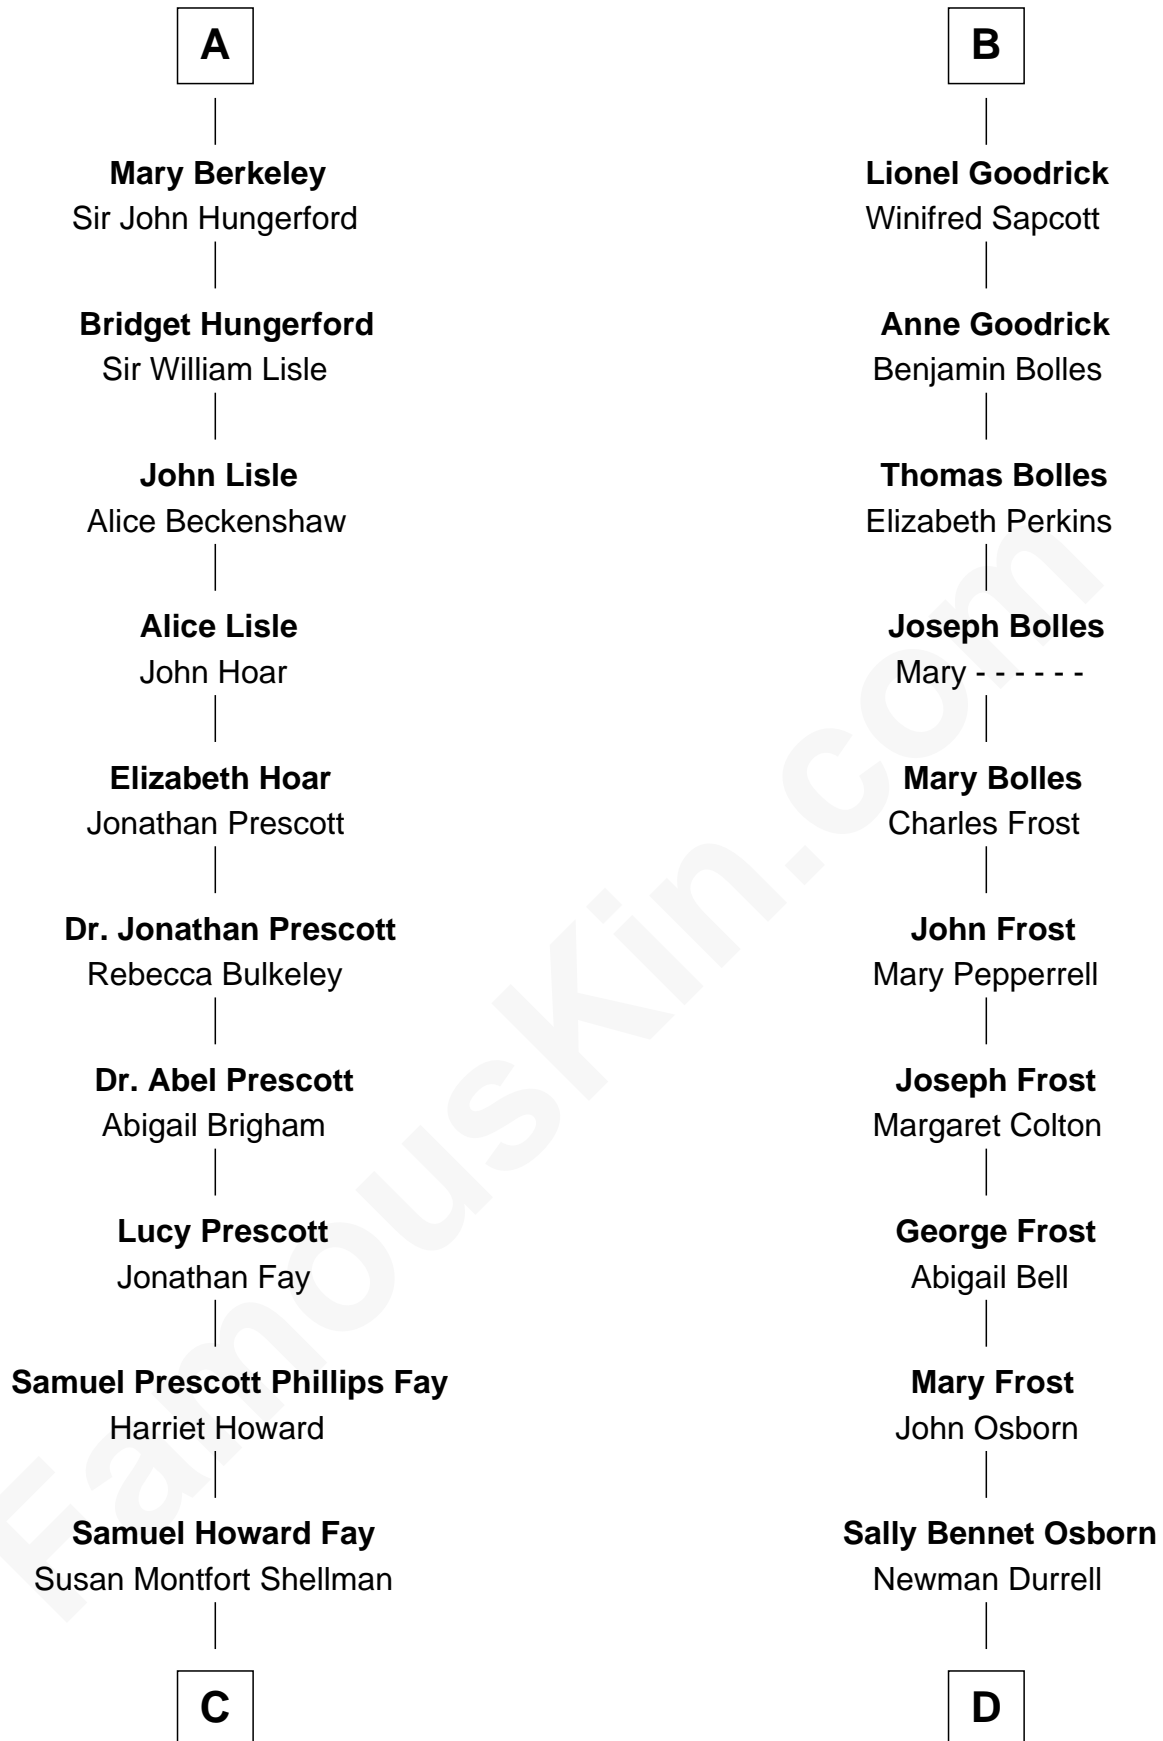 A
Mary Berkeley
Sir John Hungerford
Bridget Hungerford
Sir William Lisle
John Lisle
Alice Beckenshaw
Alice Lisle
John Hoar
Elizabeth Hoar
Jonathan Prescott
Dr. Jonathan Prescott
Rebecca Bulkeley
Dr. Abel Prescott
Abigail Brigham
Lucy Prescott
Jonathan Fay
Samuel Prescott Phillips Fay
Harriet Howard
Samuel Howard Fay
Susan Montfort Shellman
C
B
Lionel Goodrick
Winifred Sapcott
Anne Goodrick
Benjamin Bolles
Thomas Bolles
Elizabeth Perkins
Joseph Bolles
Mary - - - - - -
Mary Bolles
Charles Frost
John Frost
Mary Pepperrell
Joseph Frost
Margaret Colton
George Frost
Abigail Bell
Mary Frost
John Osborn
Sally Bennet Osborn
Newman Durrell
D
FamousKin.com